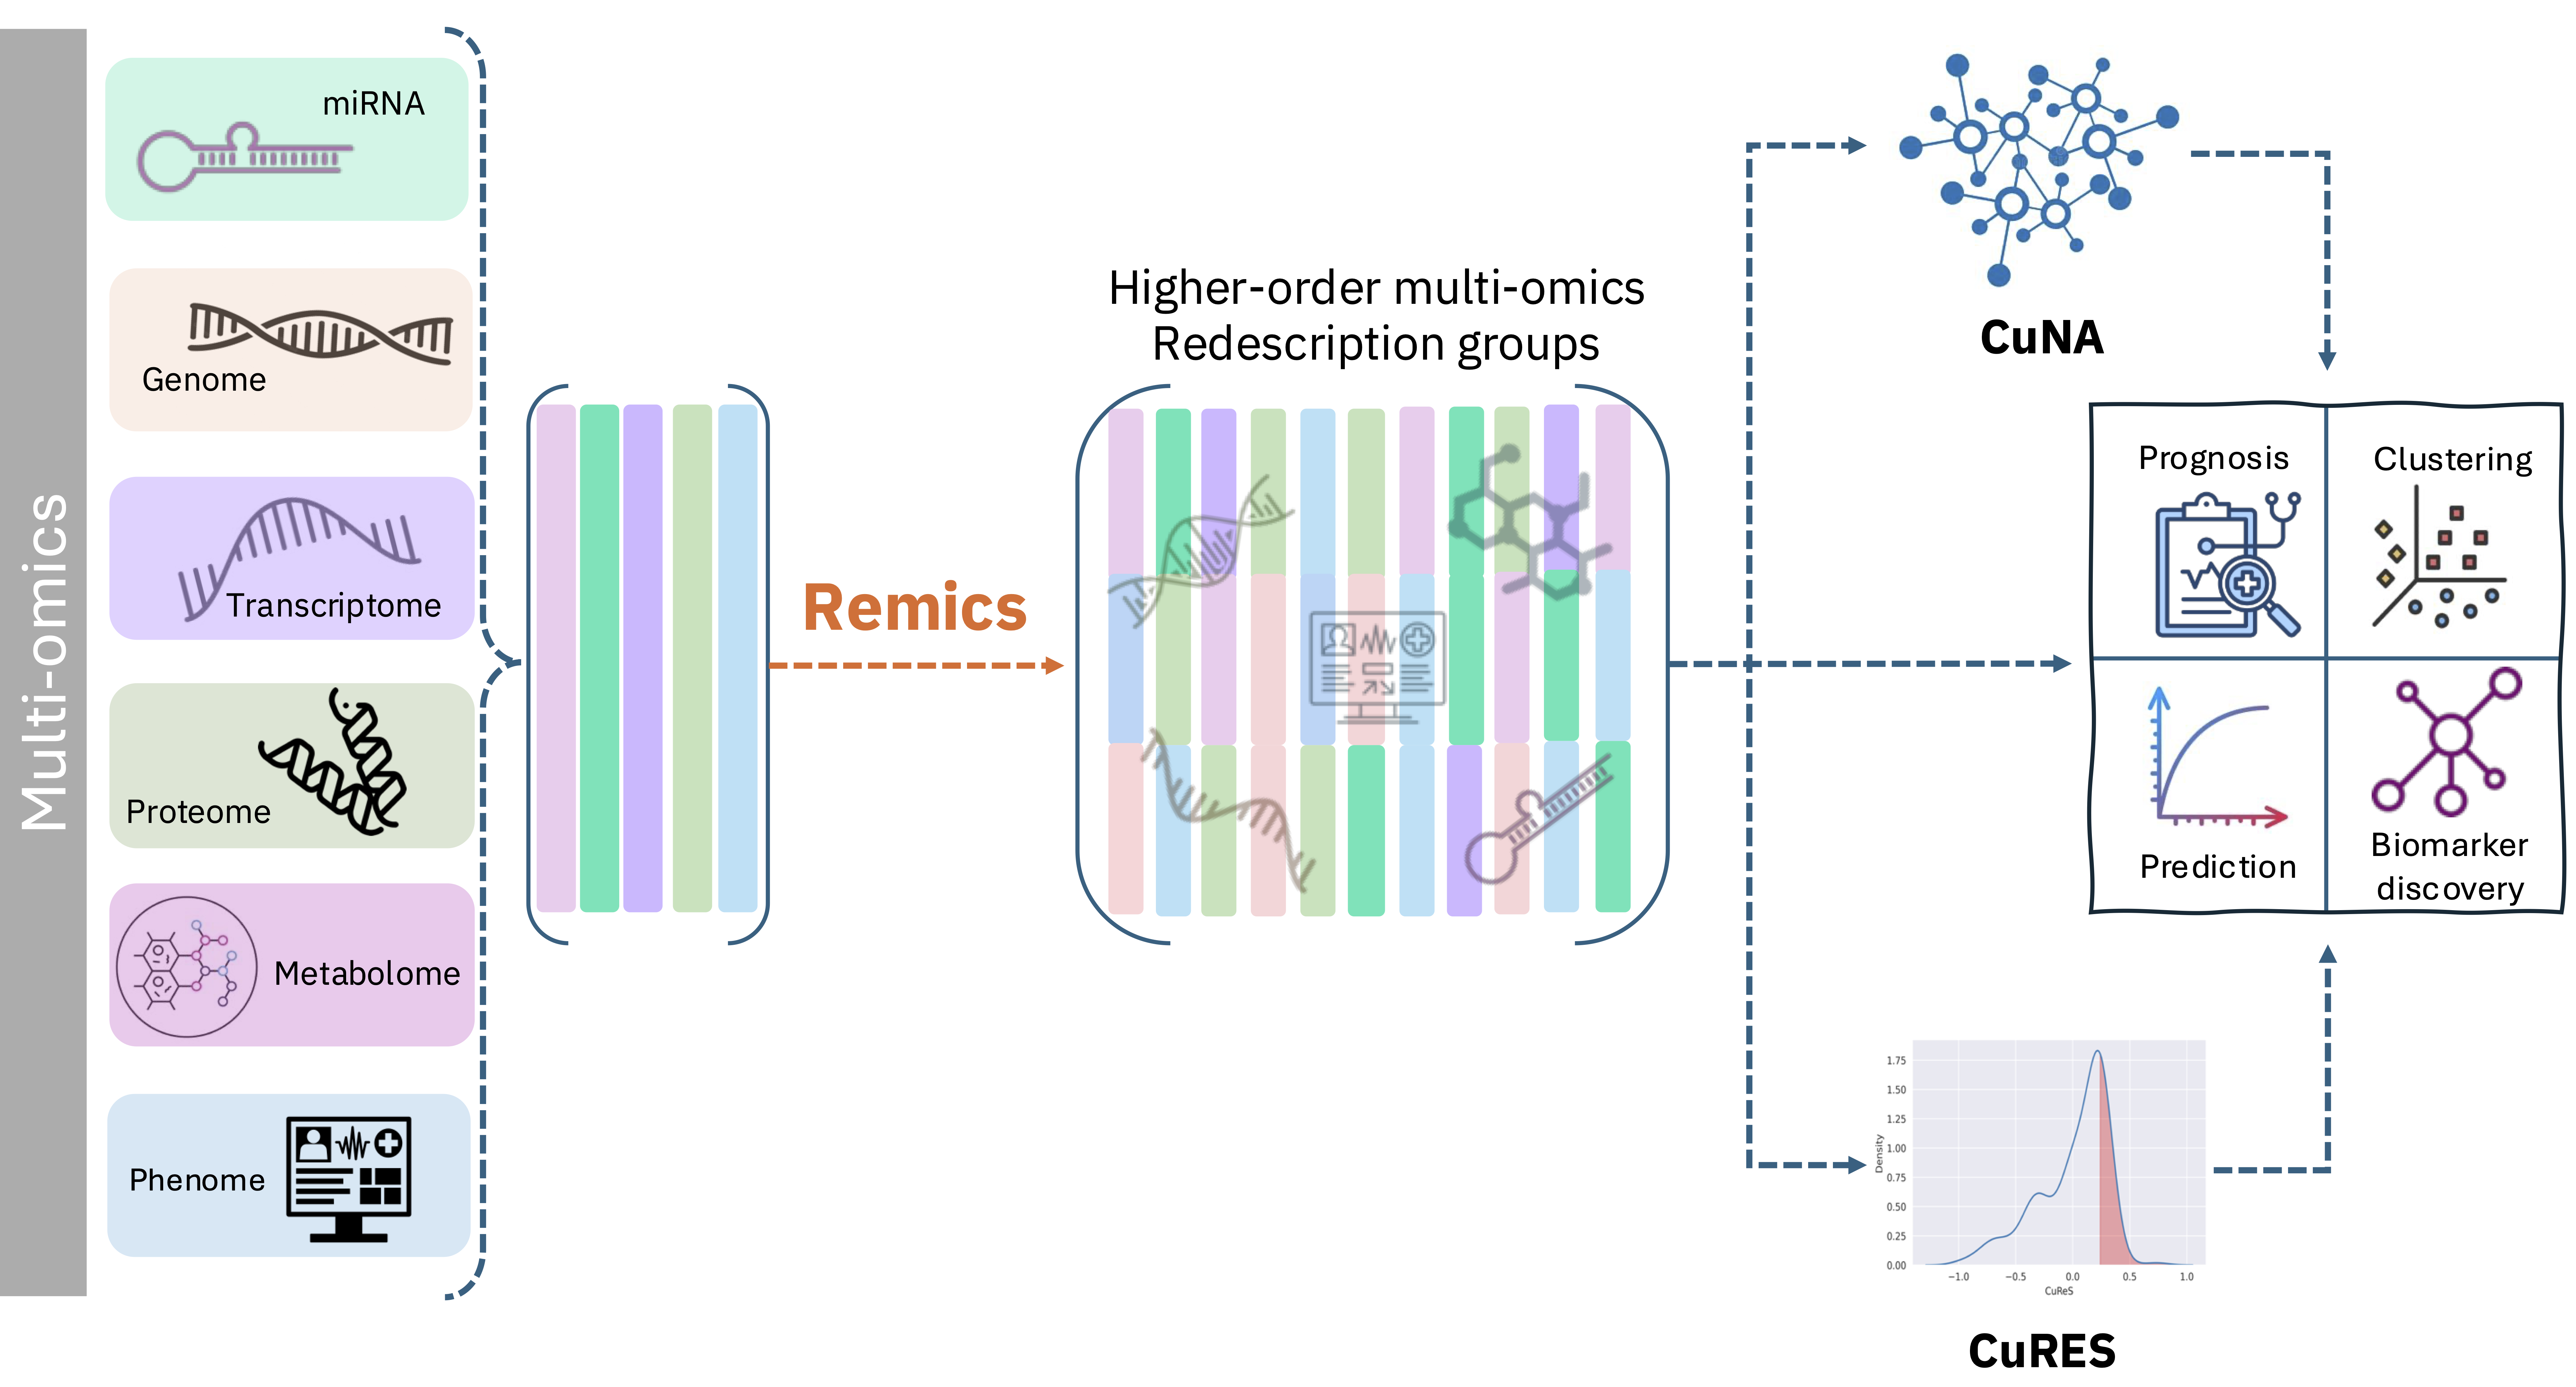 Multi-omics
miRNA
Genome
Transcriptome
Proteome
Metabolome
Phenome
Remics
Higher-order multi-omics
Redescription groups
CuNA
Prognosis
Clustering
Prediction
Biomarker
discovery
1.75
1.50
1.25
1.00
0.75
0.50
0.25
0.00
Density
−1.0 −0.5 0.0 0.5 1.0
CuReS
CuRES